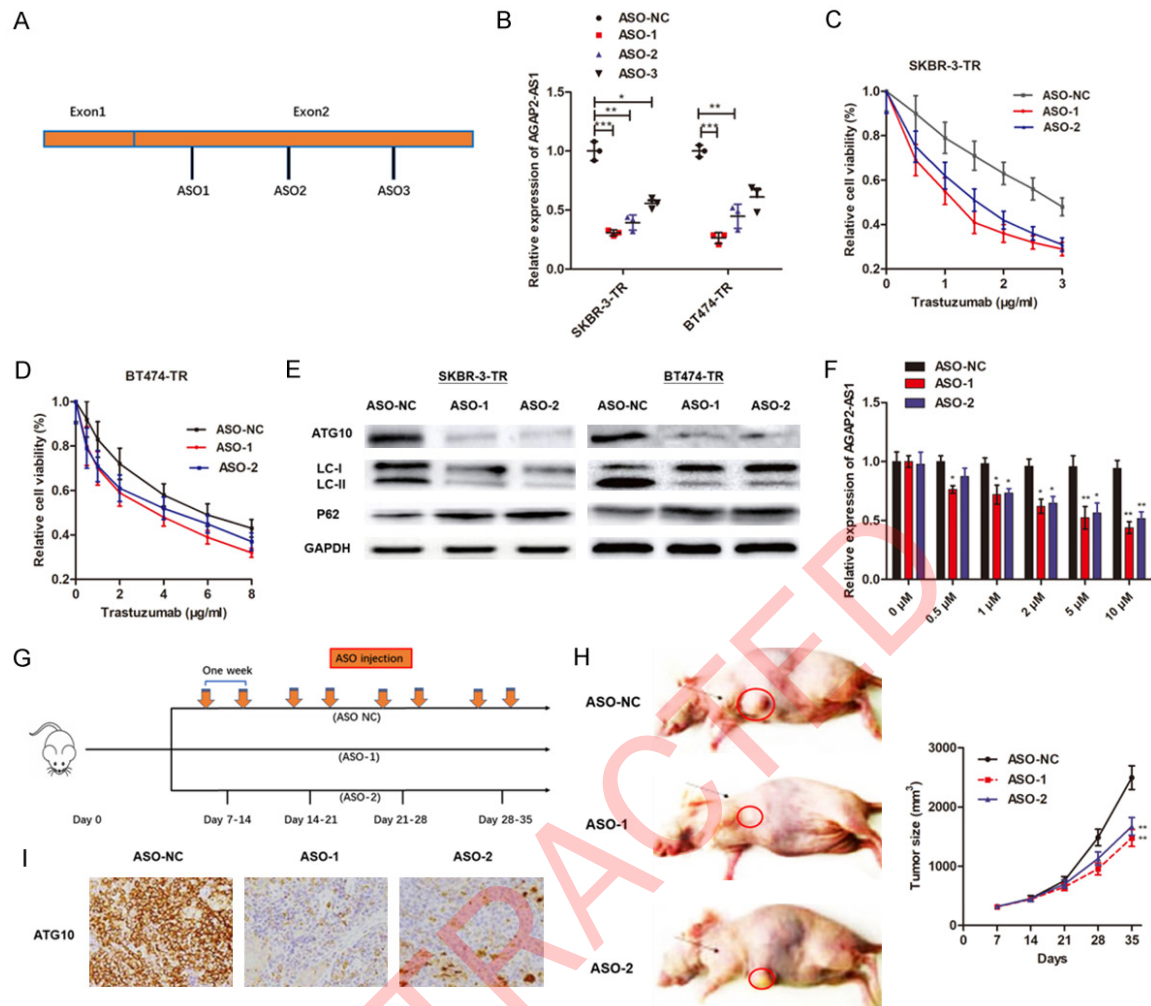 A
Exon1 Exon2
ASO1 ASO2 ASO3
B
ASO-NC
ASO-1
ASO-2
ASO-3
Relative expression of AGAP2-AS1
1.5
1.0
0.5
0.0
*
**
***
**
***
SKBR-3-TR
BT474-TR
C
SKBR-3-TR
ASO-NC
ASO-1
ASO-2
Relative cell viability (%)
1.0
0.8
0.6
0.4
0.2
0 1 2 3
Trastuzumab (µg/ml)
D
BT474-TR
ASO-NC
ASO-1
ASO-2
Relative cell viability (%)
1.0
0.8
0.6
0.4
0.2
0 2 4 6 8
Trastuzumab (µg/ml)
E
SKBR-3-TR BT474-TR
ASO-NC ASO-1 ASO-2 ASO-NC ASO-1 ASO-2
ATG10
LC-I
LC-II
P62
GAPDH
F
ASO-NC
ASO-1
ASO-2
Relative expression of AGAP2-AS1
1.5
1.0
0.5
0.0
* * * * * ** * ** **
0 µM 0.5 µM 1 µM 2 µM 5 µM 10 µM
G
ASO injection
One week
(ASO NC)
(ASO-1)
(ASO-2)
Day 0 Day 7-14 Day 14-21 Day 21-28 Day 28-35
H
ASO-NC
ASO-1
ASO-2
ASO-NC
ASO-1
ASO-2
Tumor size (mm³)
3000
2000
1000
0
**
**
0 7 14 21 28 35
Days
I
ASO-NC ASO-1 ASO-2
ATG10
TRACTED